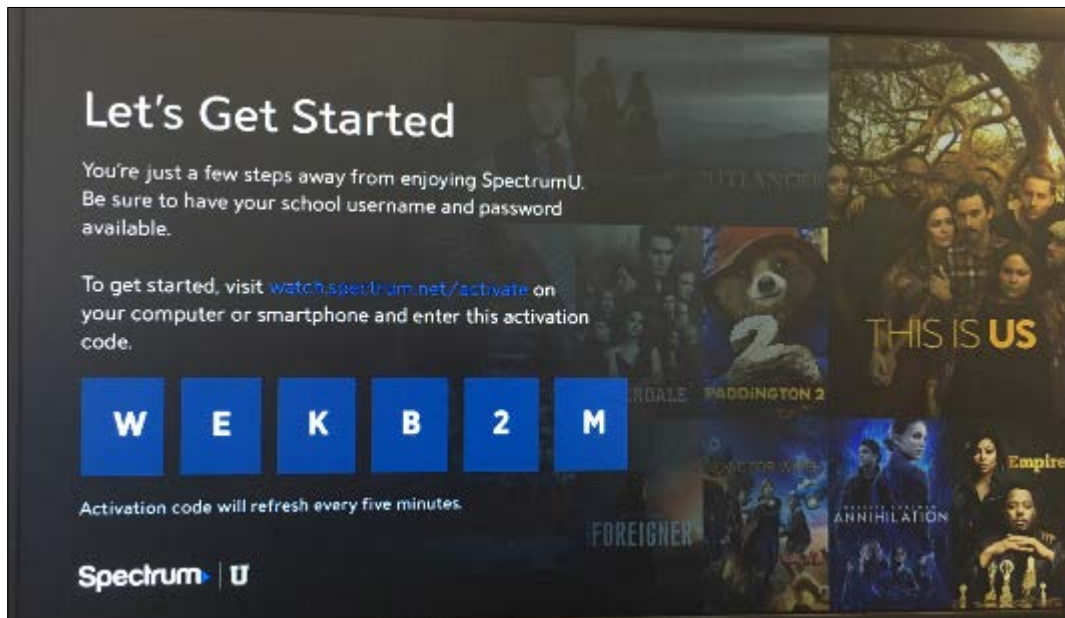 Let's Get Started
You're just a few steps away from enjoying SpectrumU.
Be sure to have your school username and password
available.
To get started, visit watch.spectrum.net/activate on
your computer or smartphone and enter this activation
code.
W E K B 2 M
Activation code will refresh every five minutes.
Spectrum U
OUTLANDER
THIS IS US
2
PADDINGTON 2
FOREIGNER
ANNIHILATION
Empire